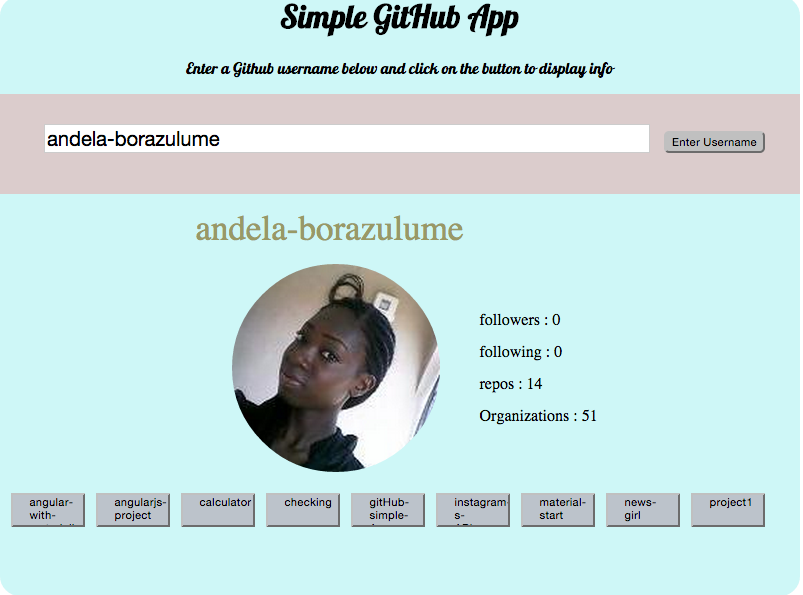 Simple GitHub App
Enter a Github username below and click on the button to display info
andela-borazulume
Enter Username
andela-borazulume
followers : 0
following : 0
repos : 14
Organizations : 51
angular-
with-
angularjs-
project
calculator
checking
gitHub-
simple-
instagram-
s-
material-
start
news-
girl
project1